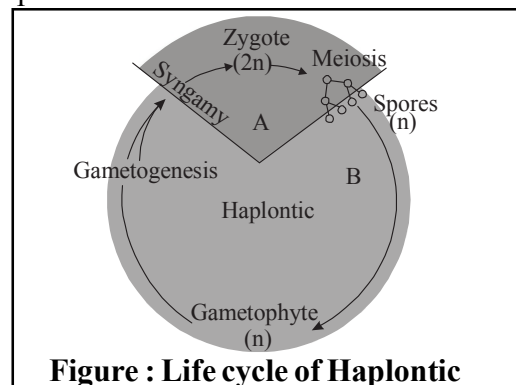 Zygote
(2n)
Meiosis
Syngamy
Spores
(n)
A
B
Gametogenesis
Haplontic
Gametophyte
(n)
Figure : Life cycle of Haplontic